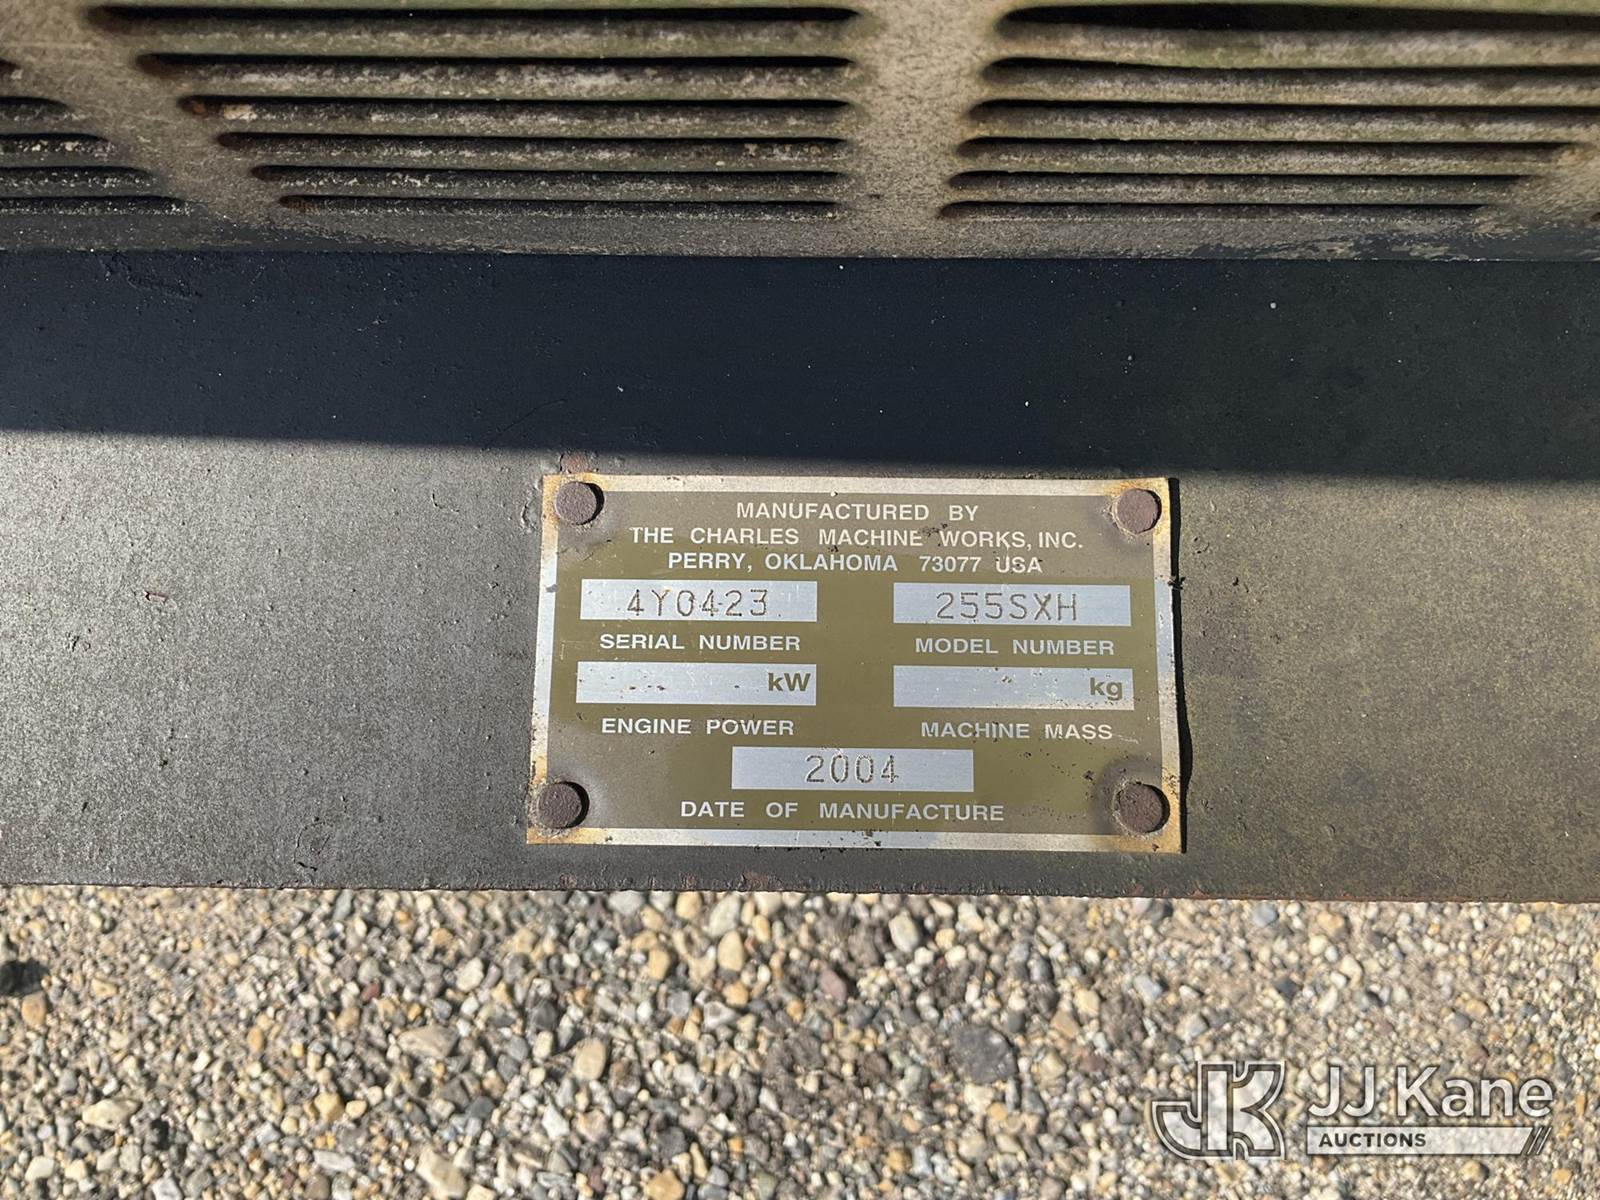 MANUFACTURED BY
THE CHARLES MACHINE WORKS, INC.
PERRY, OKLAHOMA 73077 USA
4Y0423 255SXH
SERIAL NUMBER MODEL NUMBER
kW kg
ENGINE POWER MACHINE MASS
2004
DATE OF MANUFACTURE
JK JJ Kane
AUCTIONS